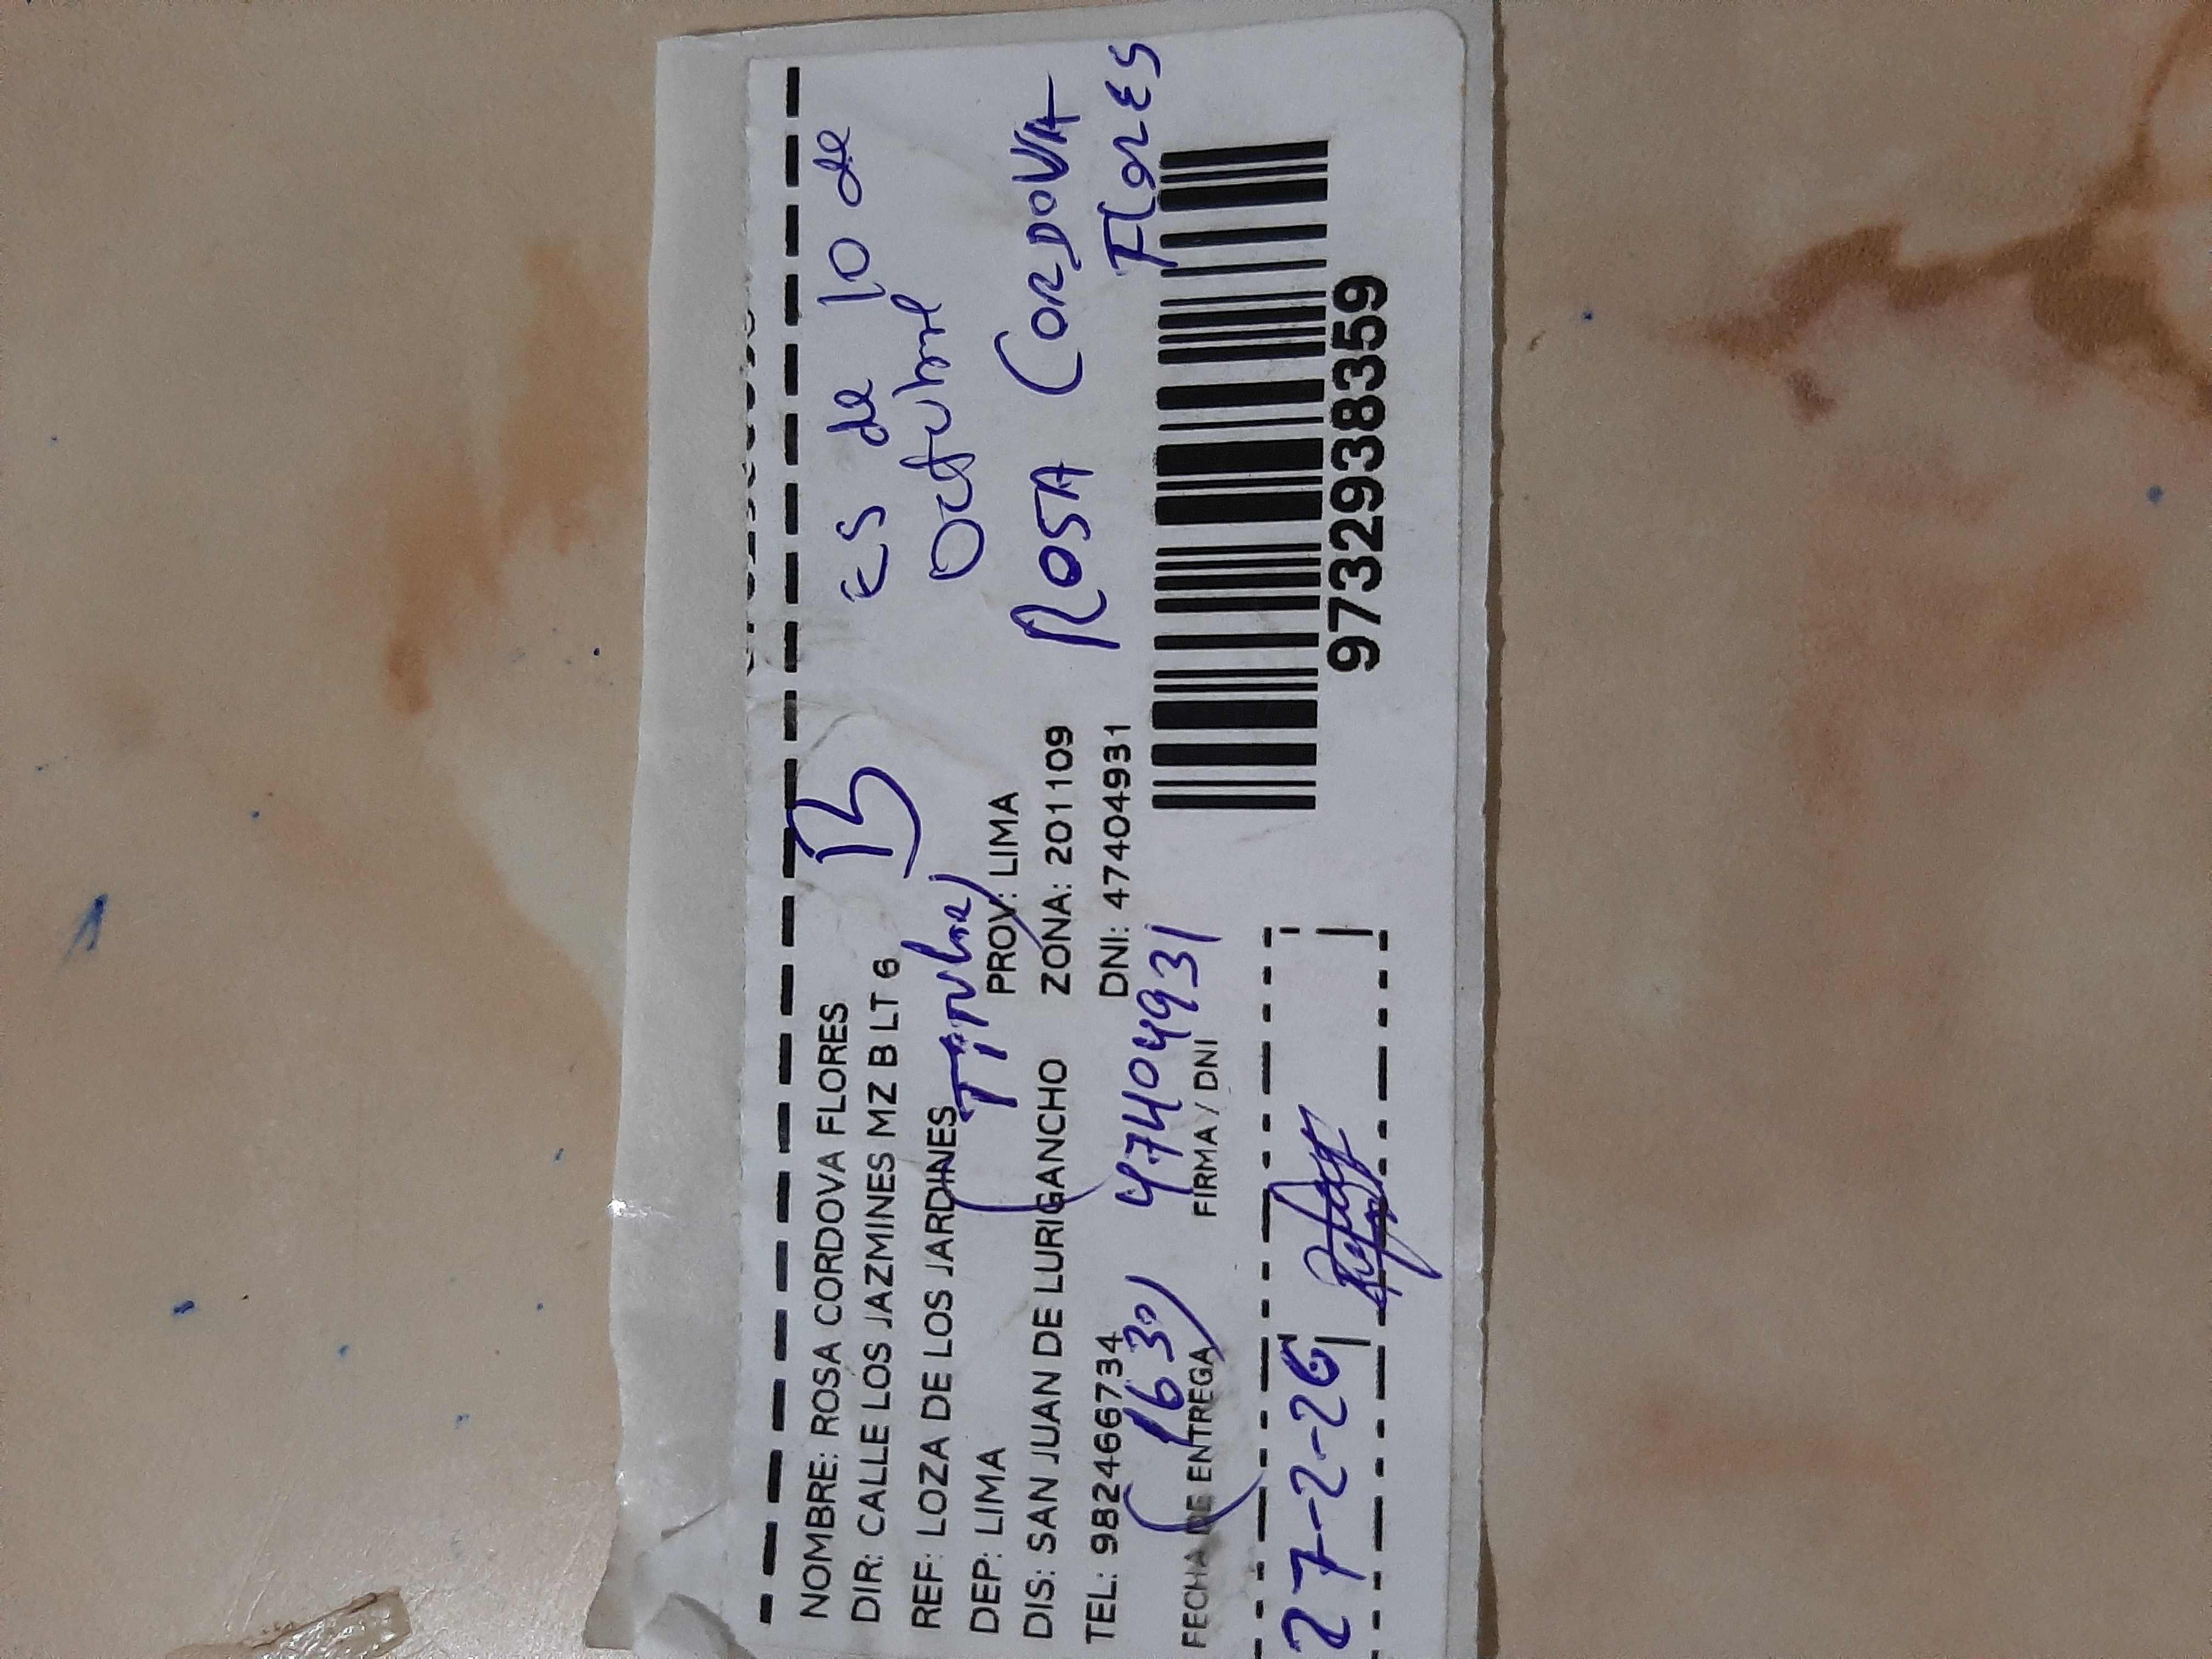 NOMBRE: ROSA CORDOVA FLORES
DIR: CALLE LOS JAZMINES MZ B LT 6
REF: LOZA DE LOS JARDINES
DEP: LIMA PROV: LIMA
DIS: SAN JUAN DE LURIGANCHO ZONA: 201109
TEL: 982466734 DNI: 47404931
(Titular)
(1630) 47404931
FECHA DE ENTREGA FIRMA / DNI
27-2-26
ES de 10 de
Octubre
ROSA CORDOVA
FlorES
9732938359